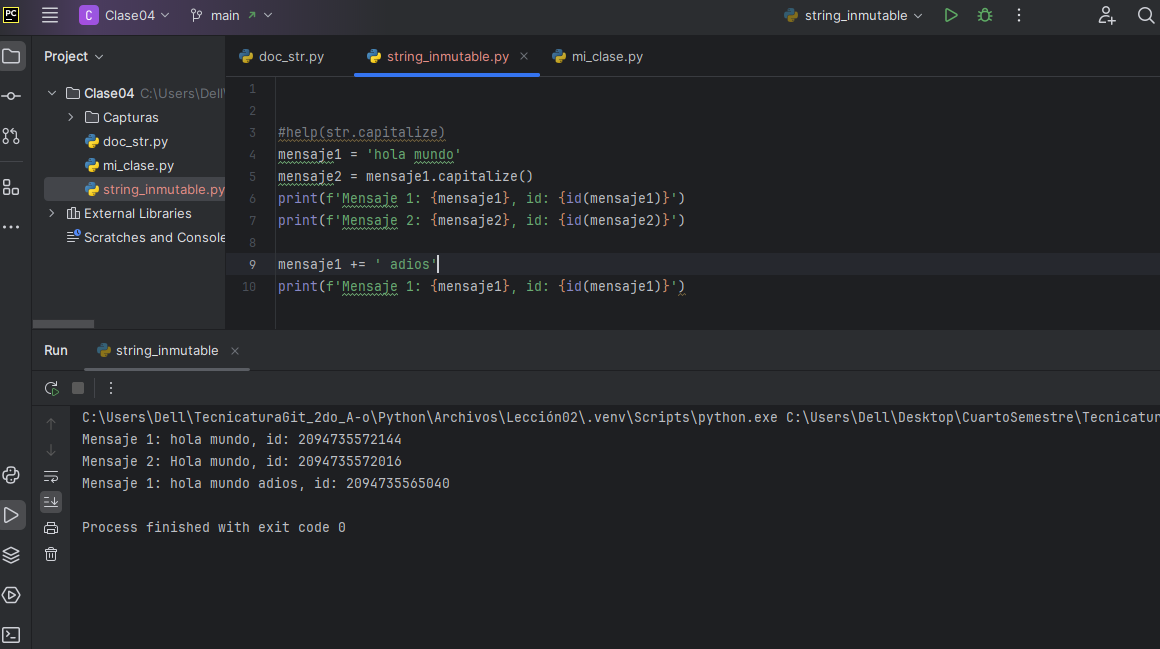 PC C Clase04 main string_inmutable
Project
doc_str.py string_inmutable.py mi_clase.py
Clase04 C:\Users\Dell\
Capturas
doc_str.py
mi_clase.py
string_inmutable.py
External Libraries
Scratches and Console
1
2
3 #help(str.capitalize)
4 mensaje1 = 'hola mundo'
5 mensaje2 = mensaje1.capitalize()
6 print(f'Mensaje 1: {mensaje1}, id: {id(mensaje1)}')
7 print(f'Mensaje 2: {mensaje2}, id: {id(mensaje2)}')
8
9 mensaje1 += ' adios'
10 print(f'Mensaje 1: {mensaje1}, id: {id(mensaje1)}')
Run string_inmutable
C:\Users\Dell\TecnicaturaGit_2do_A-o\Python\Archivos\Lección02\.venv\Scripts\python.exe C:\Users\Dell\Desktop\CuartoSemestre\Tecnicatur
Mensaje 1: hola mundo, id: 2094735572144
Mensaje 2: Hola mundo, id: 2094735572016
Mensaje 1: hola mundo adios, id: 2094735565040
Process finished with exit code 0